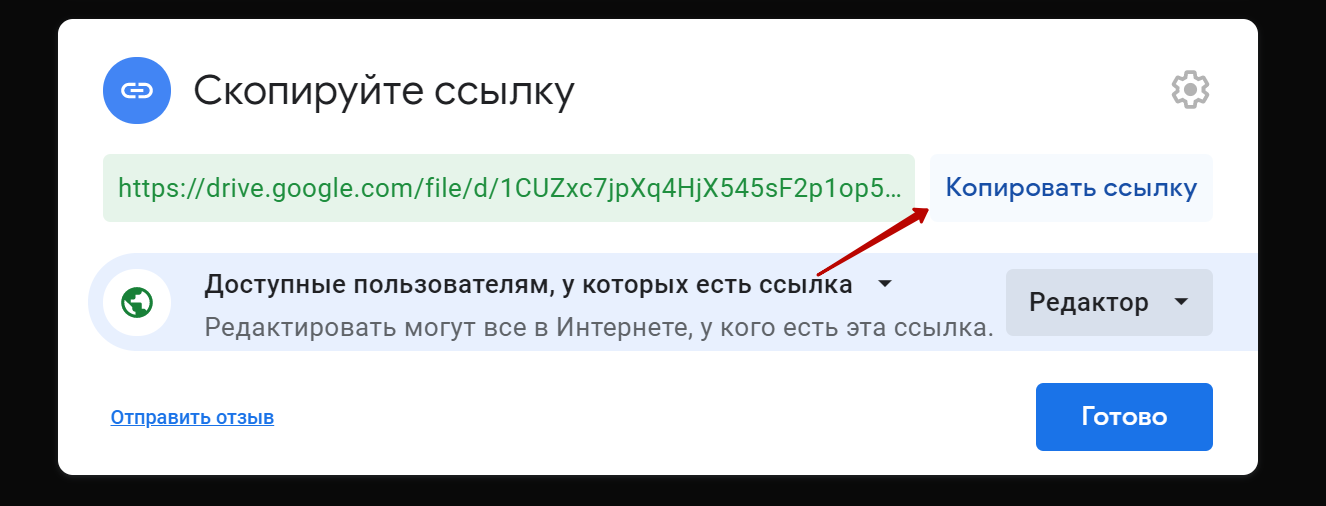 Скопируйте ссылку
https://drive.google.com/file/d/1CUZxc7jpXq4HjX545sF2p1op5...
Копировать ссылку
Доступные пользователям, у которых есть ссылка
Редактировать могут все в Интернете, у кого есть эта ссылка.
Редактор
Отправить отзыв
Готово